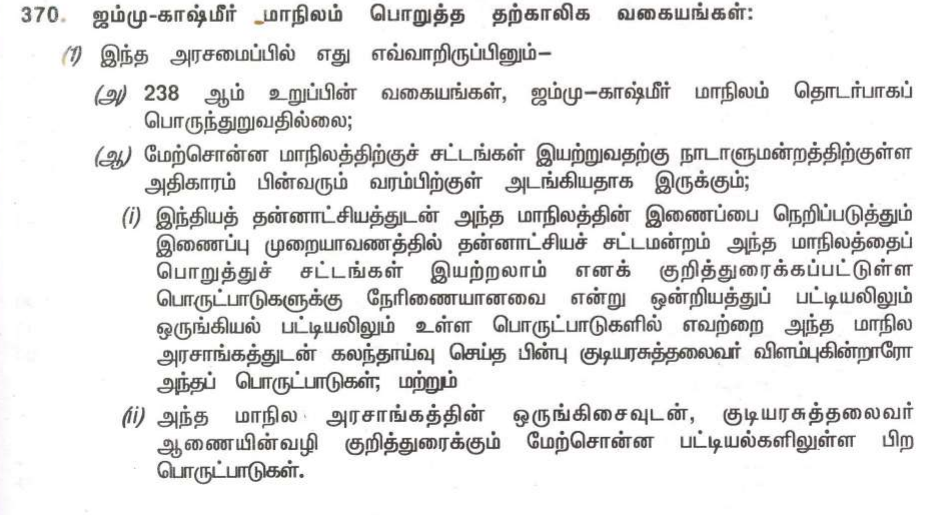 370. ஜம்மு-காஷ்மீர் மாநிலம் பொறுத்த தற்காலிக வகையங்கள்:
(1) இந்த அரசமைப்பில் எது எவ்வாறிருப்பினும்–
(அ) 238 ஆம் உறுப்பின் வகையங்கள், ஜம்மு–காஷ்மீர் மாநிலம் தொடர்பாகப்
பொருந்துறுவதில்லை;
(ஆ) மேற்சொன்ன மாநிலத்திற்குச் சட்டங்கள் இயற்றுவதற்கு நாடாளுமன்றத்திற்குள்ள
அதிகாரம் பின்வரும் வரம்பிற்குள் அடங்கியதாக இருக்கும்;
(i) இந்தியத் தன்னாட்சியத்துடன் அந்த மாநிலத்தின் இணைப்பை நெறிப்படுத்தும்
இணைப்பு முறையாவணத்தில் தன்னாட்சியச் சட்டமன்றம் அந்த மாநிலத்தைப்
பொறுத்துச் சட்டங்கள் இயற்றலாம் எனக் குறித்துரைக்கப்பட்டுள்ள
பொருட்பாடுகளுக்கு நேரிணையானவை என்று ஒன்றியத்துப் பட்டியலிலும்
ஒருங்கியல் பட்டியலிலும் உள்ள பொருட்பாடுகளில் எவற்றை அந்த மாநில
அரசாங்கத்துடன் கலந்தாய்வு செய்த பின்பு குடியரசுத்தலைவர் விளம்புகின்றாரோ
அந்தப் பொருட்பாடுகள்; மற்றும்
(ii) அந்த மாநில அரசாங்கத்தின் ஒருங்கிசைவுடன், குடியரசுத்தலைவர்
ஆணையின்வழி குறித்துரைக்கும் மேற்சொன்ன பட்டியல்களிலுள்ள பிற
பொருட்பாடுகள்.